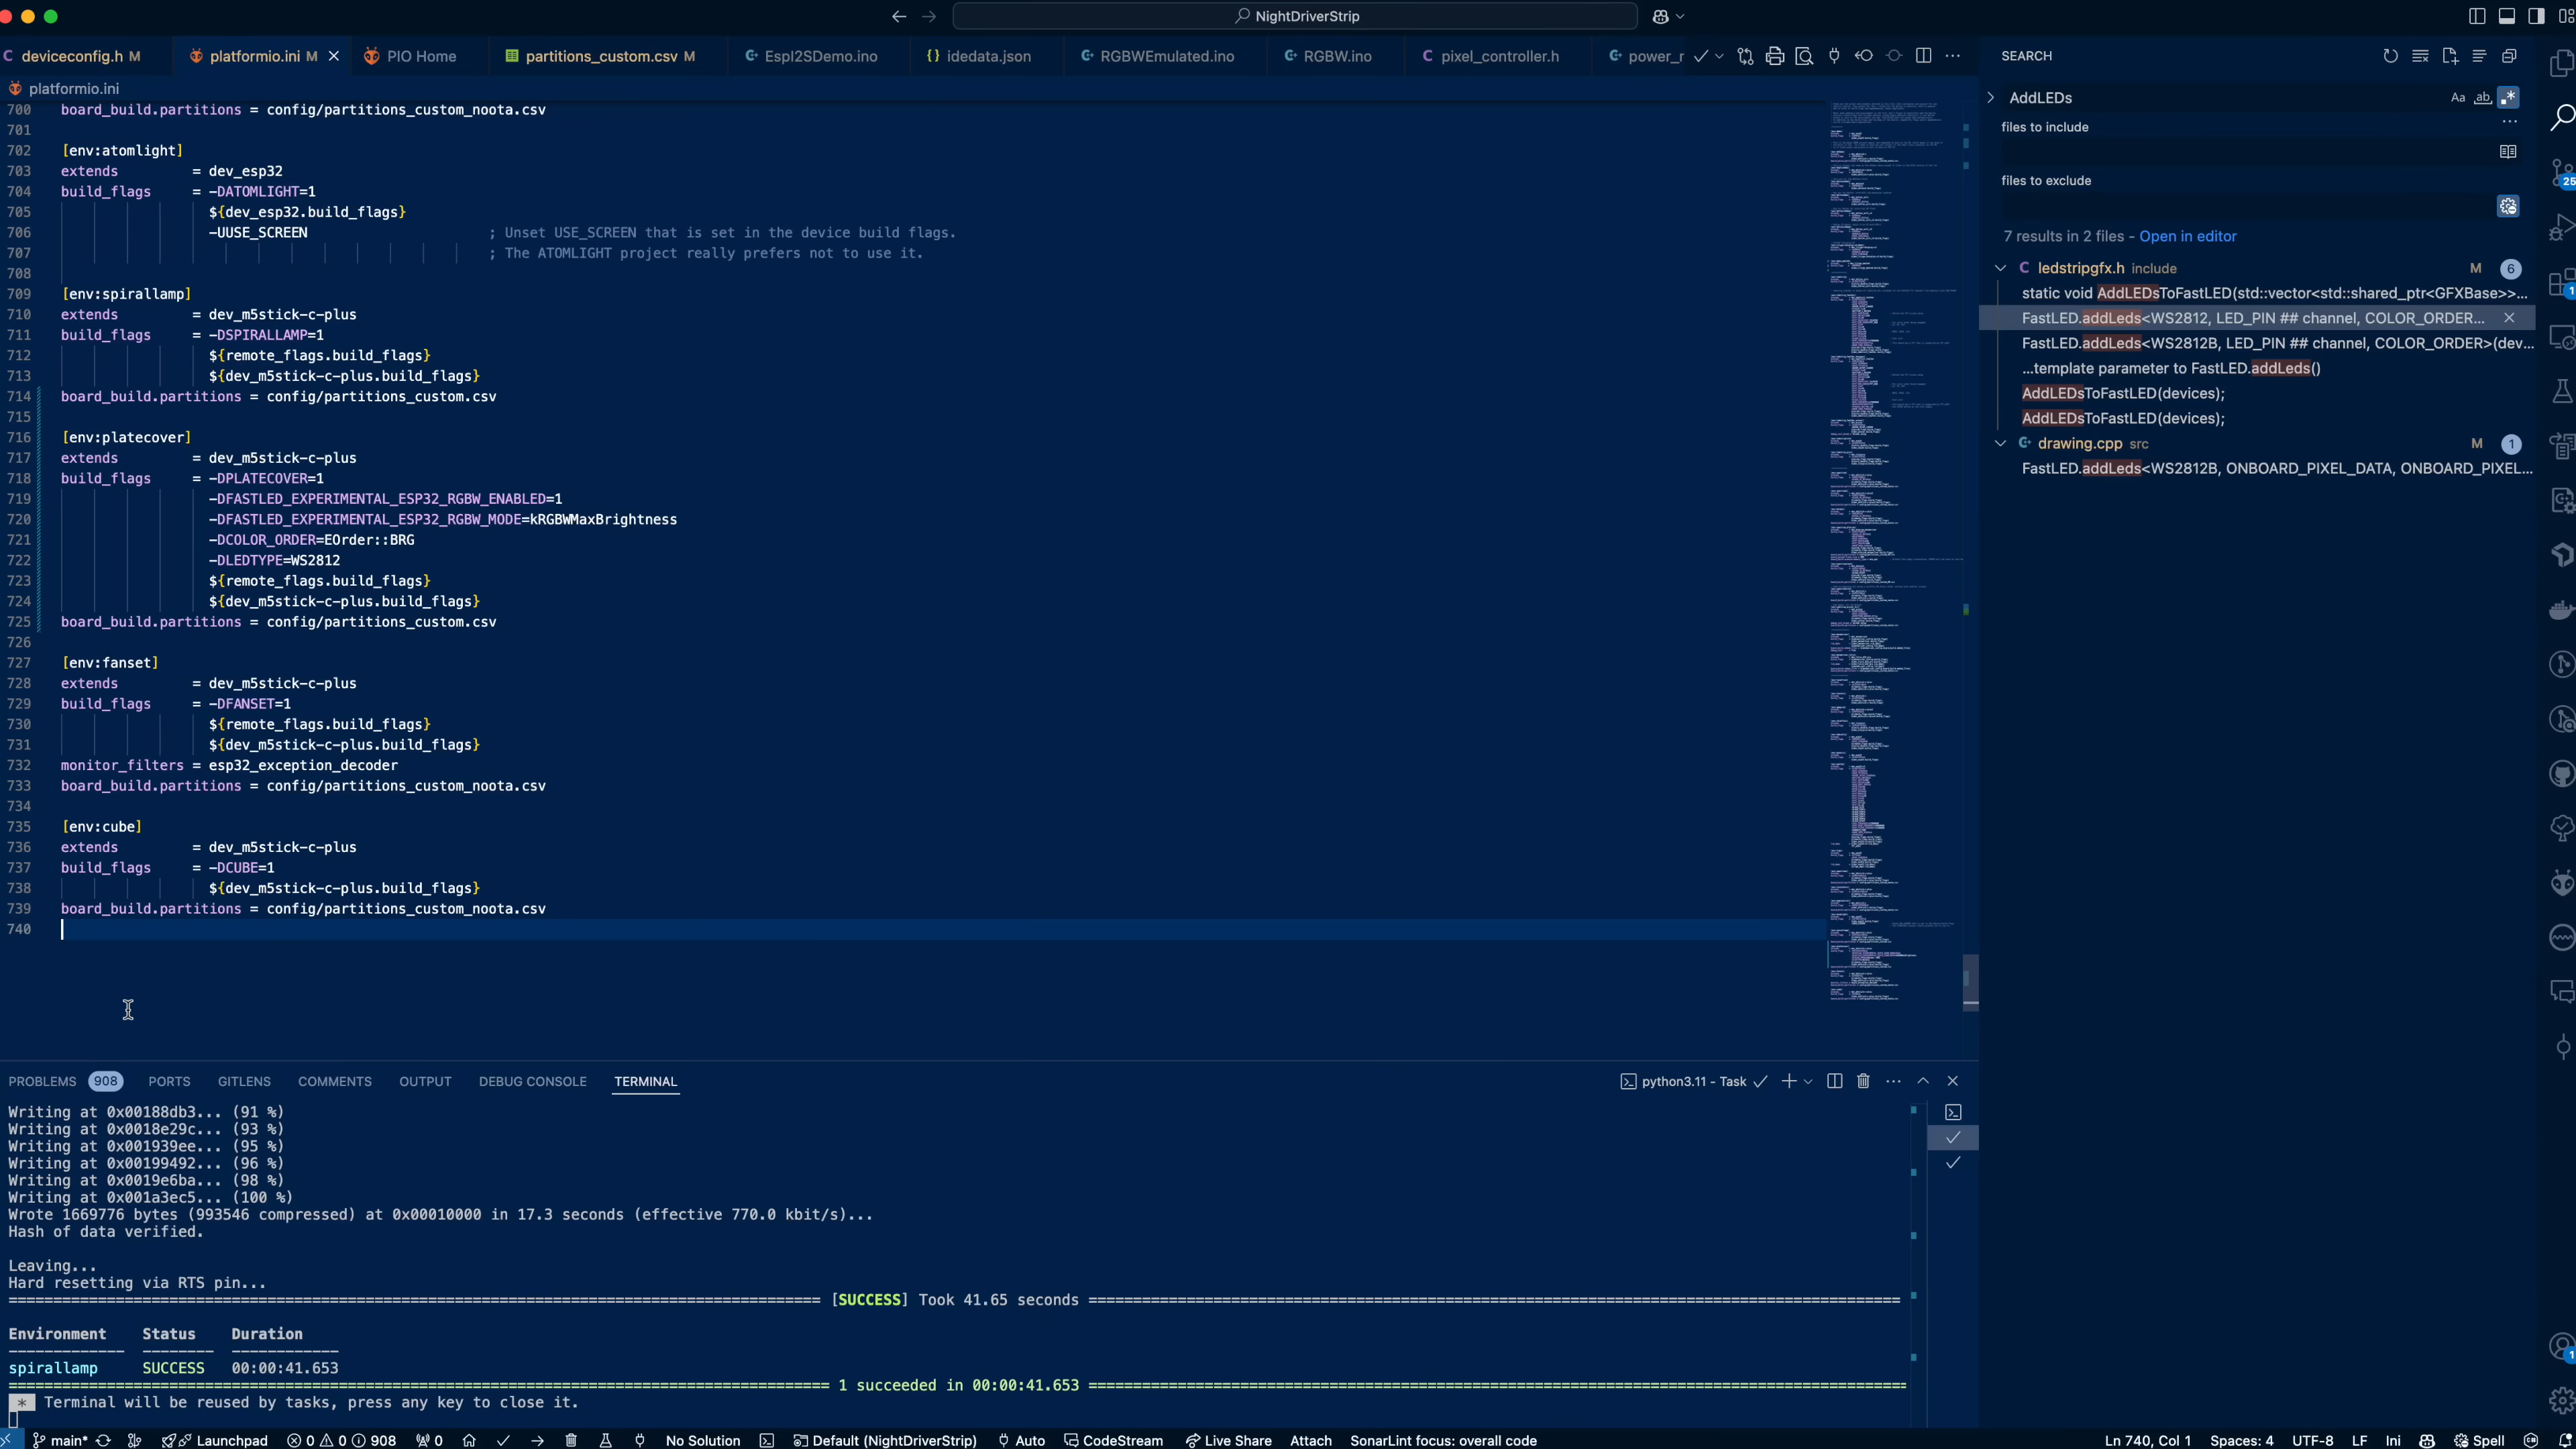 NightDriverStrip
deviceconfig.h M
platformio.ini M
PIO Home
partitions_custom.csv M
EspI2SDemo.ino
{} idedata.json
RGBWEmulated.ino
RGBW.ino
pixel_controller.h
power_r
SEARCH
platformio.ini
700 board_build.partitions = config/partitions_custom_noota.csv
701
702 [env:atomlight]
703 extends = dev_esp32
704 build_flags = -DATOMLIGHT=1
705 ${dev_esp32.build_flags}
706 -UUSE_SCREEN ; Unset USE_SCREEN that is set in the device build flags.
707 ; The ATOMLIGHT project really prefers not to use it.
708
709 [env:spirallamp]
710 extends = dev_m5stick-c-plus
711 build_flags = -DSPIRALLAMP=1
712 ${remote_flags.build_flags}
713 ${dev_m5stick-c-plus.build_flags}
714 board_build.partitions = config/partitions_custom.csv
715
716 [env:platecover]
717 extends = dev_m5stick-c-plus
718 build_flags = -DPLATECOVER=1
719 -DFASTLED_EXPERIMENTAL_ESP32_RGBW_ENABLED=1
720 -DFASTLED_EXPERIMENTAL_ESP32_RGBW_MODE=kRGBWMaxBrightness
721 -DCOLOR_ORDER=EOrder::BRG
722 -DLEDTYPE=WS2812
723 ${remote_flags.build_flags}
724 ${dev_m5stick-c-plus.build_flags}
725 board_build.partitions = config/partitions_custom.csv
726
727 [env:fanset]
728 extends = dev_m5stick-c-plus
729 build_flags = -DFANSET=1
730 ${remote_flags.build_flags}
731 ${dev_m5stick-c-plus.build_flags}
732 monitor_filters = esp32_exception_decoder
733 board_build.partitions = config/partitions_custom_noota.csv
734
735 [env:cube]
736 extends = dev_m5stick-c-plus
737 build_flags = -DCUBE=1
738 ${dev_m5stick-c-plus.build_flags}
739 board_build.partitions = config/partitions_custom_noota.csv
740
AddLEDs
Aa ab .*
files to include
files to exclude
7 results in 2 files - Open in editor
ledstripgfx.h include M 6
static void AddLEDsToFastLED(std::vector<std::shared_ptr<GFXBase>>...
FastLED.addLeds<WS2812, LED_PIN ## channel, COLOR_ORDER...
FastLED.addLeds<WS2812B, LED_PIN ## channel, COLOR_ORDER>(dev...
...template parameter to FastLED.addLeds()
AddLEDsToFastLED(devices);
AddLEDsToFastLED(devices);
drawing.cpp src M 1
FastLED.addLeds<WS2812B, ONBOARD_PIXEL_DATA, ONBOARD_PIXEL...
25
1
1
PROBLEMS 908 PORTS GITLENS COMMENTS OUTPUT DEBUG CONSOLE TERMINAL
python3.11 - Task
Writing at 0x00188db3... (91 %)
Writing at 0x0018e29c... (93 %)
Writing at 0x001939ee... (95 %)
Writing at 0x00199492... (96 %)
Writing at 0x0019e6ba... (98 %)
Writing at 0x001a3ec5... (100 %)
Wrote 1669776 bytes (993546 compressed) at 0x00010000 in 17.3 seconds (effective 770.0 kbit/s)...
Hash of data verified.
Leaving...
Hard resetting via RTS pin...
[SUCCESS] Took 41.65 seconds
Environment Status Duration
spirallamp SUCCESS 00:00:41.653
1 succeeded in 00:00:41.653
* Terminal will be reused by tasks, press any key to close it.
main* Launchpad 0 0 908 0 No Solution Default (NightDriverStrip) Auto CodeStream Live Share Attach SonarLint focus: overall code Ln 740, Col 1 Spaces: 4 UTF-8 LF Ini Spell